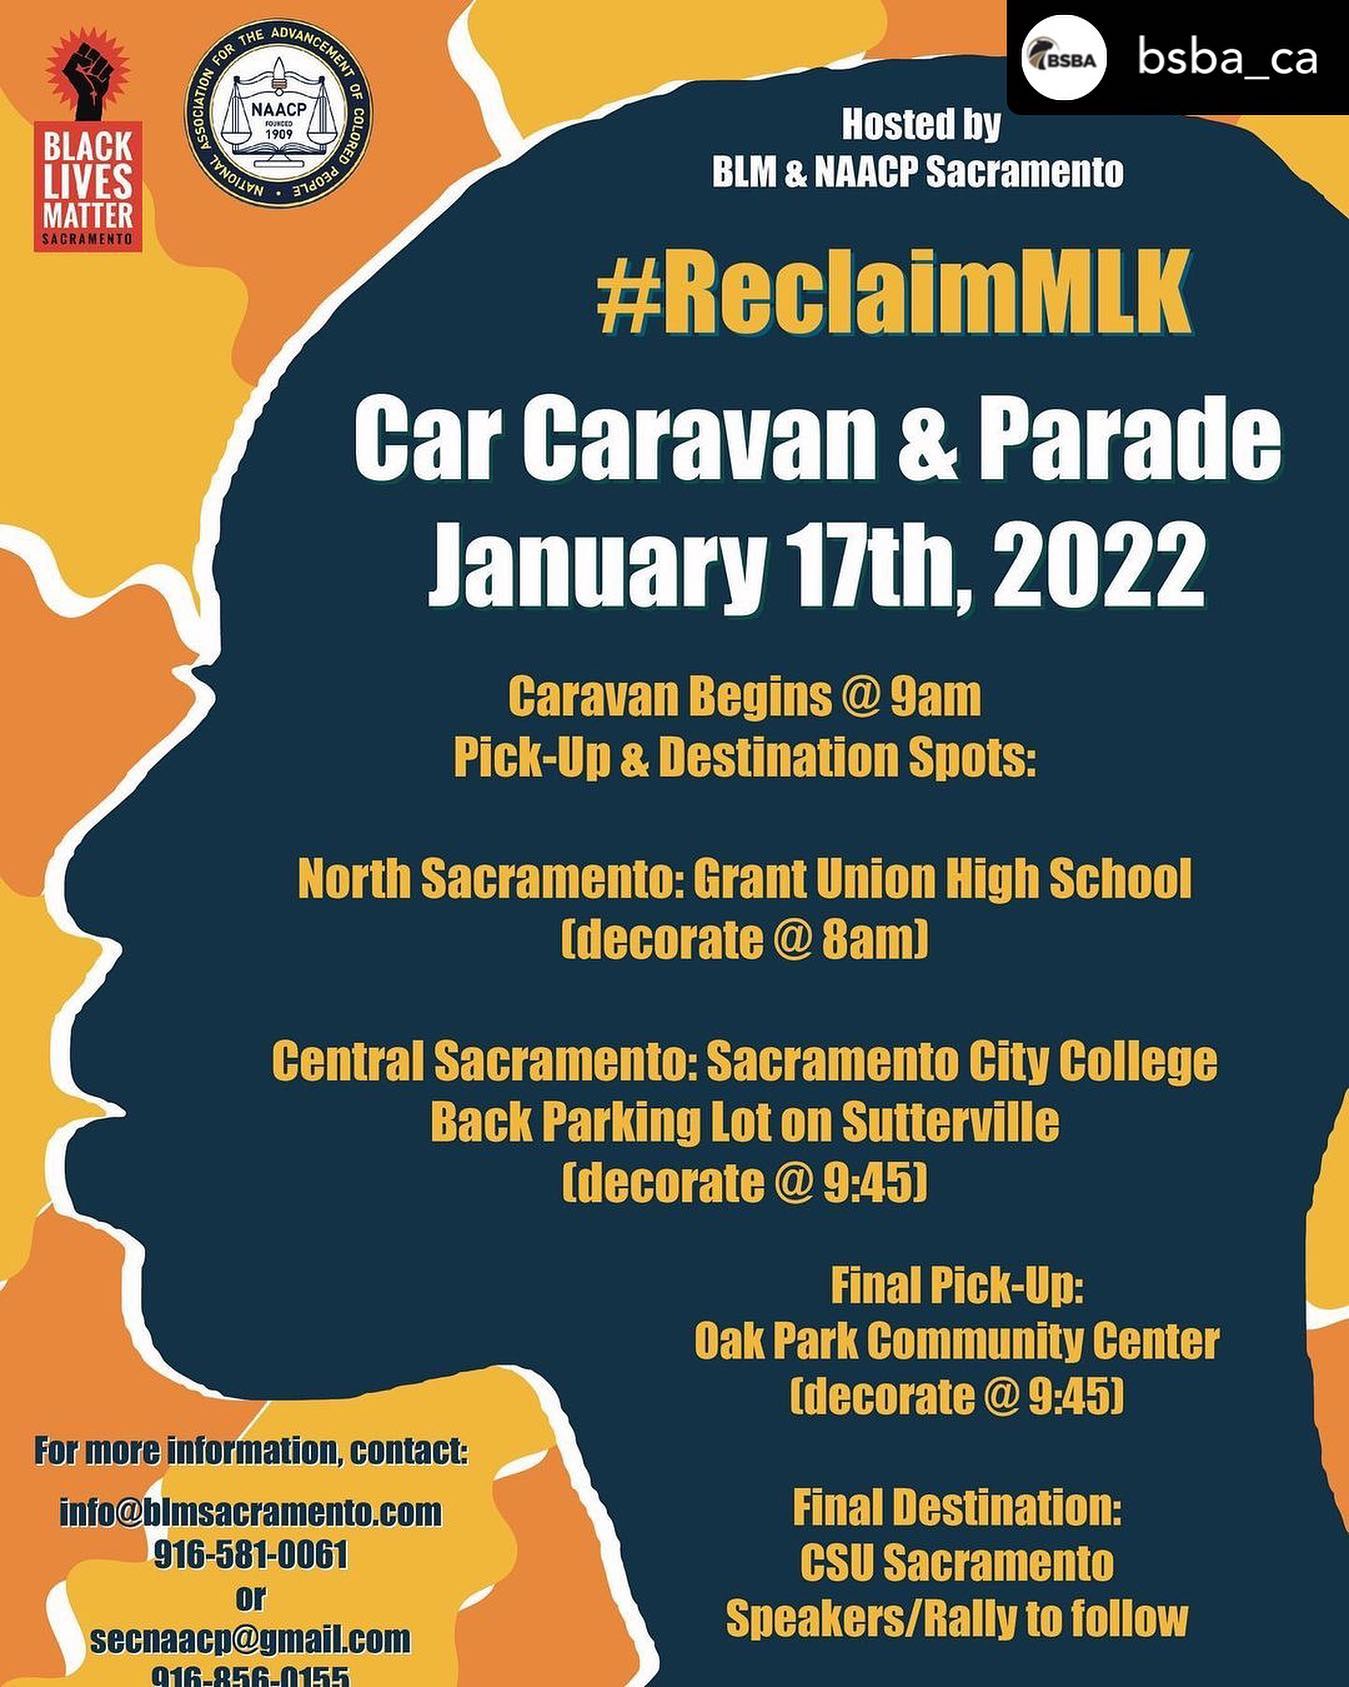 BLACK
LIVES
MATTER
SACRAMENTO
NATIONAL ASSOCIATION FOR THE ADVANCEMENT OF COLORED PEOPLE
NAACP
FOUNDED
1909
BSBA
bsba_ca
Hosted by
BLM & NAACP Sacramento
#ReclaimMLK
Car Caravan & Parade
January 17th, 2022
Caravan Begins @ 9am
Pick-Up & Destination Spots:
North Sacramento: Grant Union High School
(decorate @ 8am)
Central Sacramento: Sacramento City College
Back Parking Lot on Sutterville
(decorate @ 9:45)
Final Pick-Up:
Oak Park Community Center
(decorate @ 9:45)
Final Destination:
CSU Sacramento
Speakers/Rally to follow
For more information, contact:
info@blmsacramento.com
916-581-0061
or
secnaacp@gmail.com
916-856-0155